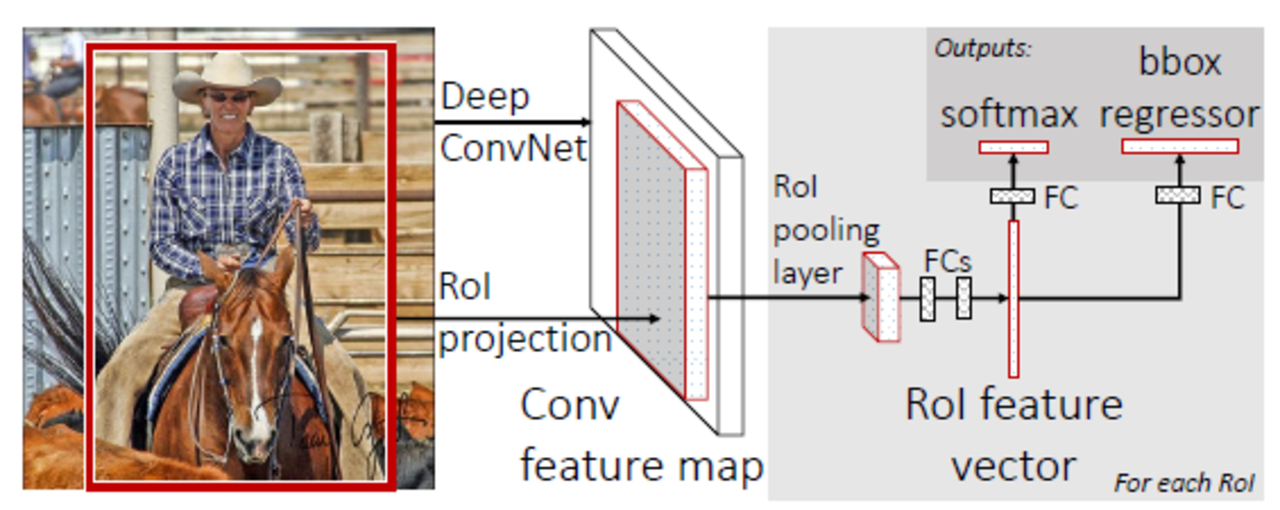 Deep
ConvNet
RoI
projection
Conv
feature map
RoI
pooling
layer
FCs
Outputs:
softmax
bbox
regressor
FC
FC
RoI feature
vector
For each RoI